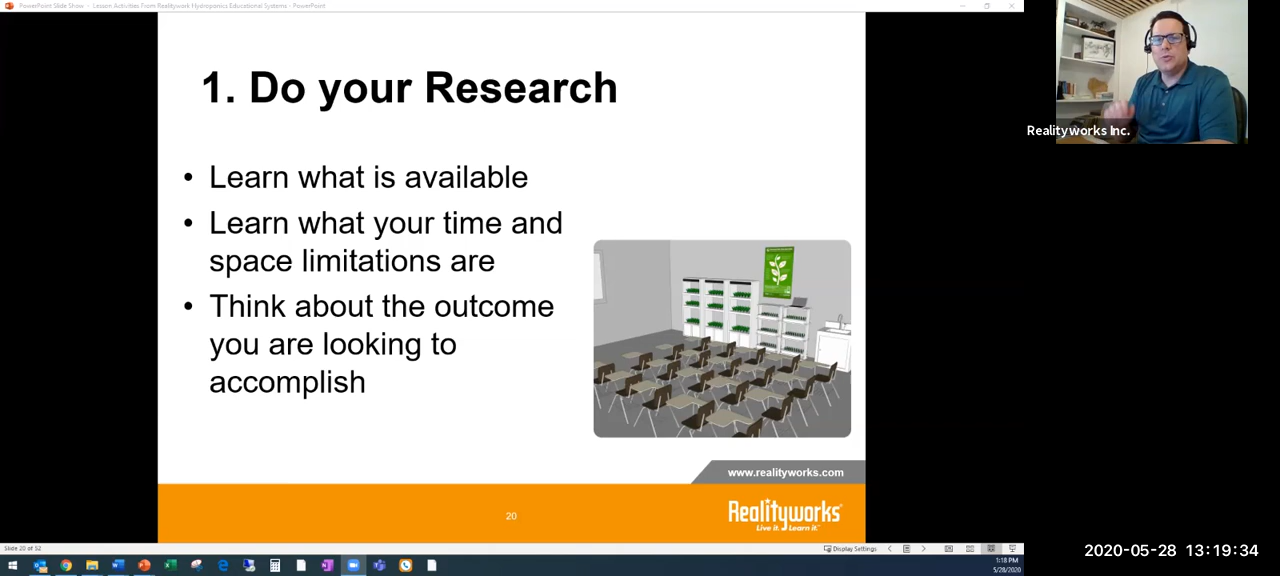 PowerPoint Slide Show - Lesson Activities From Realitywork Hydroponics Educational Systems - PowerPoint
1. Do your Research
• Learn what is available
• Learn what your time and
space limitations are
• Think about the outcome
you are looking to
accomplish
www.realityworks.com
20
Realityworks
Live it. Learn it.
Slide 20 of 52
Display Settings
1:18 PM
5/28/2020
Realityworks Inc.
2020-05-28 13:19:34